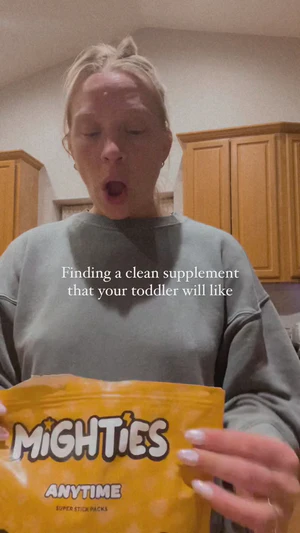 Finding a clean supplement
that your toddler will like
MiGHTiES
ANYTIME
SUPER STICK PACKS